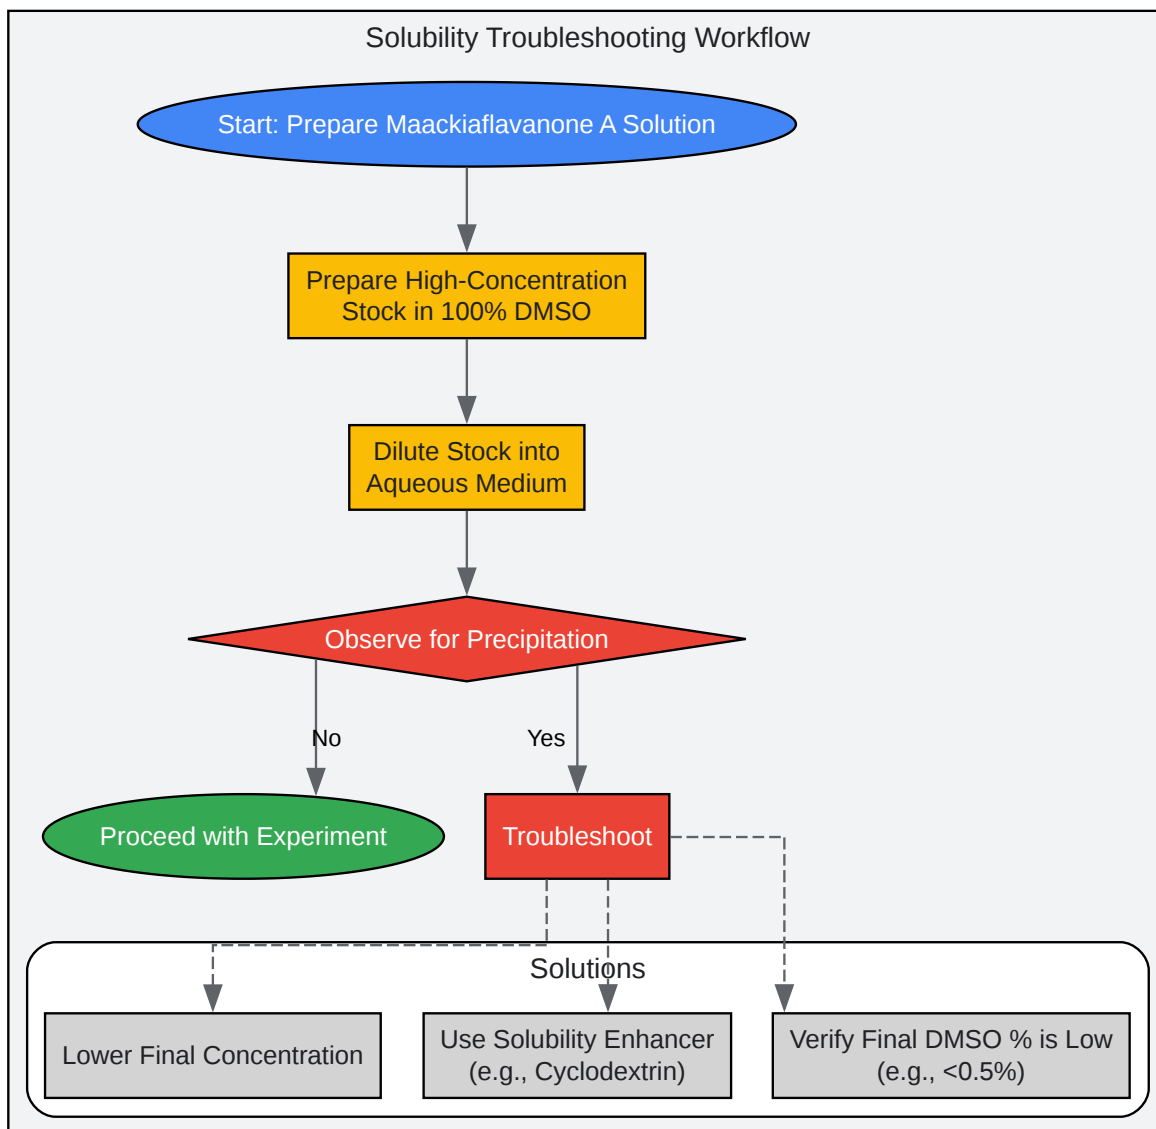 Solubility Troubleshooting Workflow
Start: Prepare Maackiaflavanone A Solution
Prepare High-Concentration
Stock in 100% DMSO
Dilute Stock into
Aqueous Medium
Observe for Precipitation
No
Yes
Proceed with Experiment
Troubleshoot
Solutions
Lower Final Concentration
Use Solubility Enhancer
(e.g., Cyclodextrin)
Verify Final DMSO % is Low
(e.g., <0.5%)